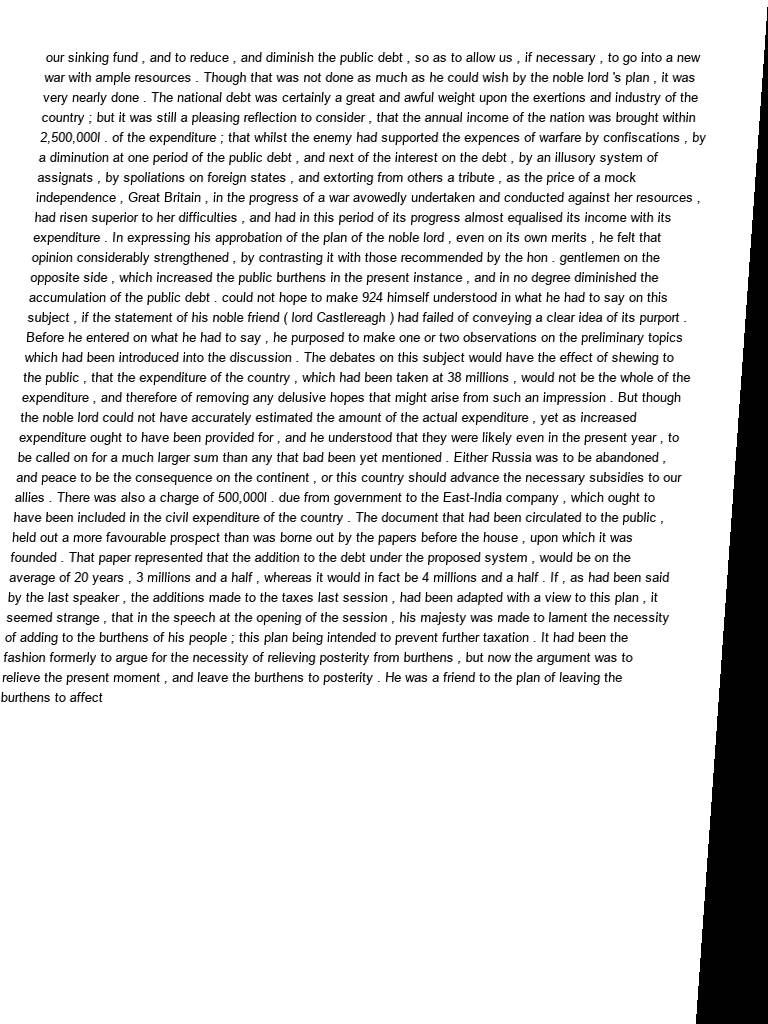 our sinking fund , and to reduce , and diminish the public debt , so as to allow us , if necessary , to go into a new
war with ample resources . Though that was not done as much as he could wish by the noble lord 's plan , it was
very nearly done . The national debt was certainly a great and awful weight upon the exertions and industry of the
country ; but it was still a pleasing reflection to consider , that the annual income of the nation was brought within
2,500,000l . of the expenditure ; that whilst the enemy had supported the expences of warfare by confiscations , by
a diminution at one period of the public debt , and next of the interest on the debt , by an illusory system of
assignats , by spoliations on foreign states , and extorting from others a tribute , as the price of a mock
independence , Great Britain , in the progress of a war avowedly undertaken and conducted against her resources ,
had risen superior to her difficulties , and had in this period of its progress almost equalised its income with its
expenditure . In expressing his approbation of the plan of the noble lord , even on its own merits , he felt that
opinion considerably strengthened , by contrasting it with those recommended by the hon . gentlemen on the
opposite side , which increased the public burthens in the present instance , and in no degree diminished the
accumulation of the public debt . could not hope to make 924 himself understood in what he had to say on this
subject , if the statement of his noble friend ( lord Castlereagh ) had failed of conveying a clear idea of its purport .
Before he entered on what he had to say , he purposed to make one or two observations on the preliminary topics
which had been introduced into the discussion . The debates on this subject would have the effect of shewing to
the public , that the expenditure of the country , which had been taken at 38 millions , would not be the whole of the
expenditure , and therefore of removing any delusive hopes that might arise from such an impression . But though
the noble lord could not have accurately estimated the amount of the actual expenditure , yet as increased
expenditure ought to have been provided for , and he understood that they were likely even in the present year , to
be called on for a much larger sum than any that bad been yet mentioned . Either Russia was to be abandoned ,
and peace to be the consequence on the continent , or this country should advance the necessary subsidies to our
allies . There was also a charge of 500,000l . due from government to the East-India company , which ought to
have been included in the civil expenditure of the country . The document that had been circulated to the public ,
held out a more favourable prospect than was borne out by the papers before the house , upon which it was
founded . That paper represented that the addition to the debt under the proposed system , would be on the
average of 20 years , 3 millions and a half , whereas it would in fact be 4 millions and a half . If , as had been said
by the last speaker , the additions made to the taxes last session , had been adapted with a view to this plan , it
seemed strange , that in the speech at the opening of the session , his majesty was made to lament the necessity
of adding to the burthens of his people ; this plan being intended to prevent further taxation . It had been the
fashion formerly to argue for the necessity of relieving posterity from burthens , but now the argument was to
relieve the present moment , and leave the burthens to posterity . He was a friend to the plan of leaving the
burthens to affect